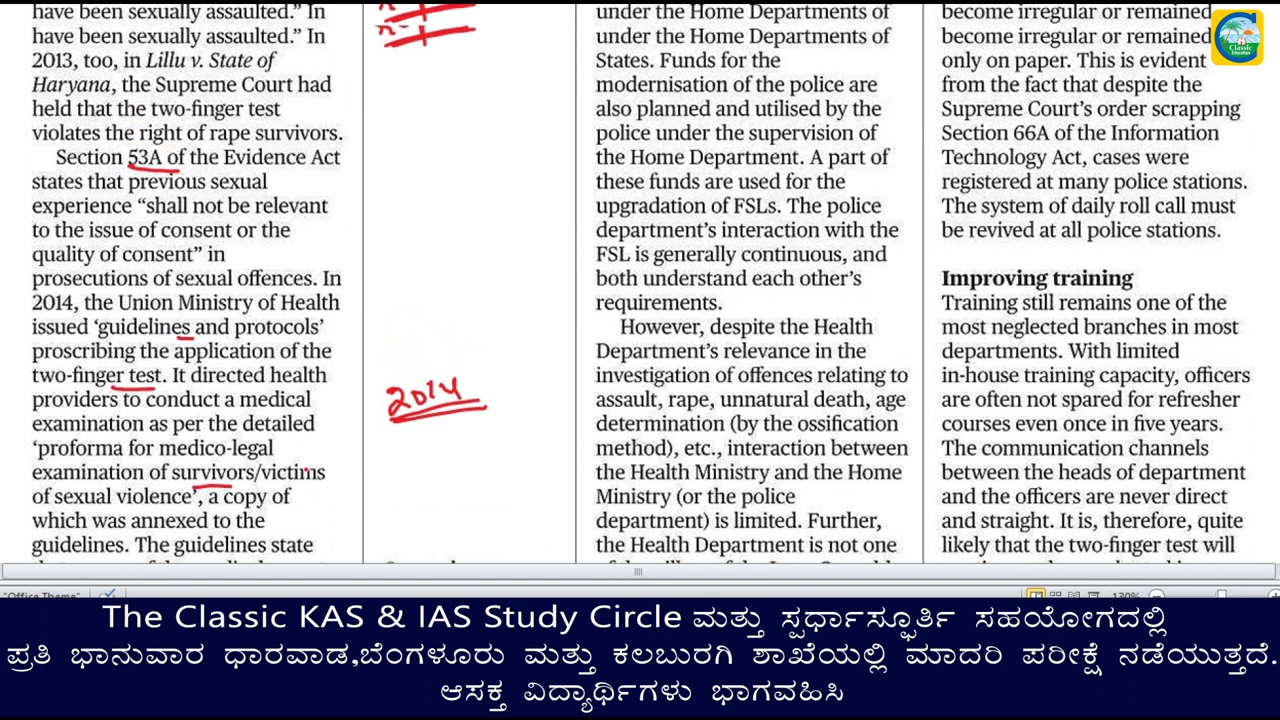 have been sexually assaulted.” In
have been sexually assaulted.” In
2013, too, in Lillu v. State of
Haryana, the Supreme Court had
held that the two-finger test
violates the right of rape survivors.
Section 53A of the Evidence Act
states that previous sexual
experience “shall not be relevant
to the issue of consent or the
quality of consent” in
prosecutions of sexual offences. In
2014, the Union Ministry of Health
issued ‘guidelines and protocols’
proscribing the application of the
two-finger test. It directed health
providers to conduct a medical
examination as per the detailed
‘proforma for medico-legal
examination of survivors/victims
of sexual violence’, a copy of
which was annexed to the
guidelines. The guidelines state
2014
under the Home Departments of
under the Home Departments of
States. Funds for the
modernisation of the police are
also planned and utilised by the
police under the supervision of
the Home Department. A part of
these funds are used for the
upgradation of FSLs. The police
department’s interaction with the
FSL is generally continuous, and
both understand each other’s
requirements.
However, despite the Health
Department’s relevance in the
investigation of offences relating to
assault, rape, unnatural death, age
determination (by the ossification
method), etc., interaction between
the Health Ministry and the Home
Ministry (or the police
department) is limited. Further,
the Health Department is not one
become irregular or remained
become irregular or remained
only on paper. This is evident
from the fact that despite the
Supreme Court’s order scrapping
Section 66A of the Information
Technology Act, cases were
registered at many police stations.
The system of daily roll call must
be revived at all police stations.
Improving training
Training still remains one of the
most neglected branches in most
departments. With limited
in-house training capacity, officers
are often not spared for refresher
courses even once in five years.
The communication channels
between the heads of department
and the officers are never direct
and straight. It is, therefore, quite
likely that the two-finger test will
Classic
Education
"Office Theme"
130%
The Classic KAS & IAS Study Circle ಮತ್ತು ಸ್ಪರ್ಧಾಸ್ಫೂರ್ತಿ ಸಹಯೋಗದಲ್ಲಿ
ಪ್ರತಿ ಭಾನುವಾರ ಧಾರವಾಡ,ಬೆಂಗಳೂರು ಮತ್ತು ಕಲಬುರಗಿ ಶಾಖೆಯಲ್ಲಿ ಮಾದರಿ ಪರೀಕ್ಷೆ ನಡೆಯುತ್ತದೆ.
ಆಸಕ್ತ ವಿದ್ಯಾರ್ಥಿಗಳು ಭಾಗವಹಿಸಿ